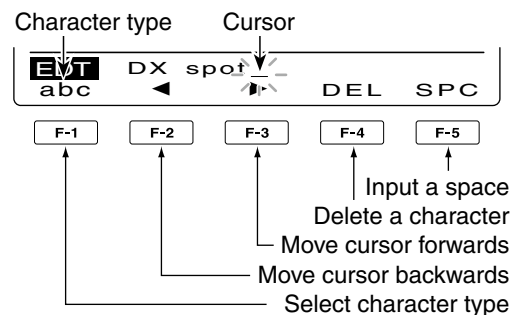 Character type Cursor
EDT DX spot_
abc ◄ ► DEL SPC
F-1 F-2 F-3 F-4 F-5
Input a space
Delete a character
Move cursor forwards
Move cursor backwards
Select character type